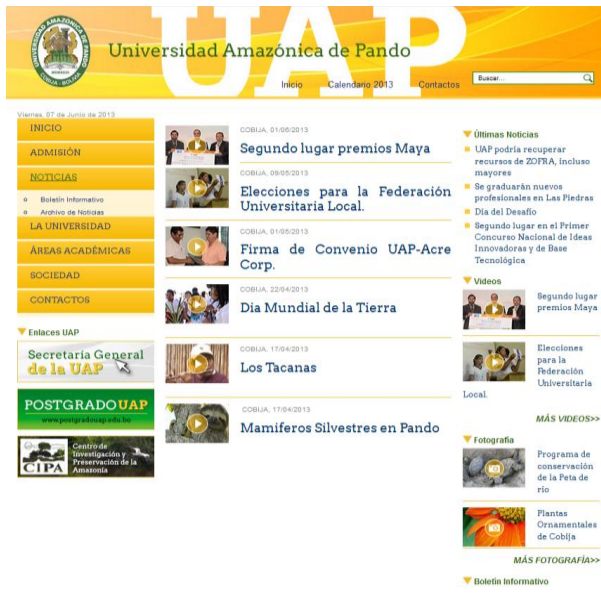 UAP
UNIVERSIDAD AMAZÓNICA DE PANDO
COBIJA - BOLIVIA
Universidad Amazónica de Pando
Inicio Calendario 2013 Contactos
Buscar...
Viernes, 07 de Junio de 2013
INICIO
ADMISIÓN
NOTICIAS
Boletín Informativo
Archivo de Noticias
LA UNIVERSIDAD
ÁREAS ACADÉMICAS
SOCIEDAD
CONTACTOS
Enlaces UAP
Secretaría General
de la UAP
POSTGRADOUAP
www.postgradouap.edu.bo
CIPA
Centro de
Investigación y
Preservación de la
Amazonía
COBIJA, 01/06/2013
Segundo lugar premios Maya
COBIJA, 09/05/2013
Elecciones para la Federación
Universitaria Local.
COBIJA, 01/05/2013
Firma de Convenio UAP-Acre
Corp.
COBIJA, 22/04/2013
Dia Mundial de la Tierra
COBIJA, 17/04/2013
Los Tacanas
COBIJA, 17/04/2013
Mamiferos Silvestres en Pando
Últimas Noticias
UAP podría recuperar
recursos de ZOFRA, incluso
mayores
Se graduarán nuevos
profesionales en Las Piedras
Día del Desafío
Segundo lugar en el Primer
Concurso Nacional de Ideas
Innovadoras y de Base
Tecnológica
Videos
Segundo lugar
premios Maya
Elecciones
para la
Federación
Universitaria
Local.
MÁS VIDEOS>>
Fotografía
Programa de
conservación
de la Peta de
río
Plantas
Ornamentales
de Cobija
MÁS FOTOGRAFÍA>>
Boletín Informativo